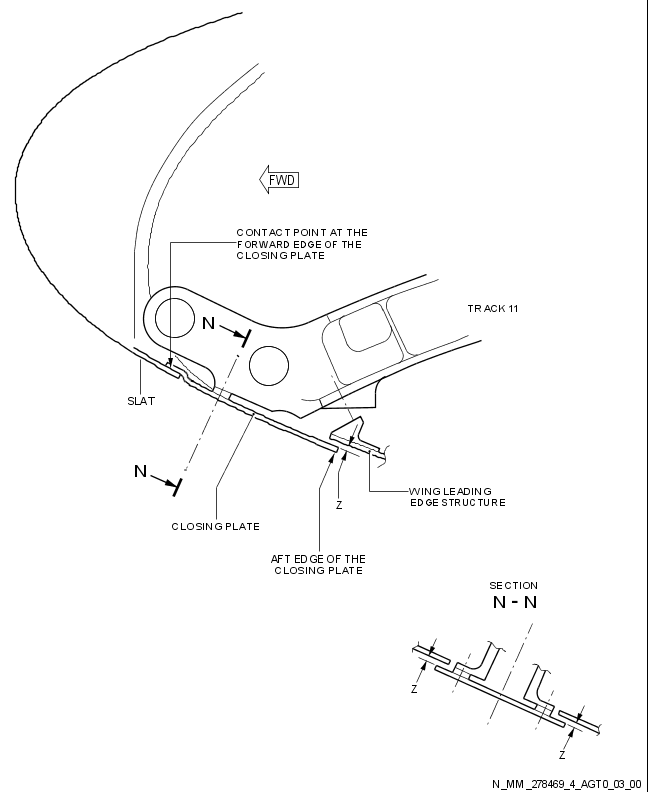 FWD
CONTACT POINT AT THE
FORWARD EDGE OF THE
CLOSING PLATE
N
TRACK 11
SLAT
N
Z
WING LEADING
EDGE STRUCTURE
CLOSING PLATE
AFT EDGE OF THE
CLOSING PLATE
SECTION
N - N
Z
Z
N_MM_278469_4_AGT0_03_00